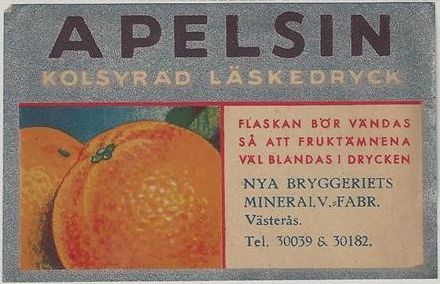 APELSIN
KOLSYRAD LÄSKEDRYCK
FLASKAN BÖR VÄNDAS
SÅ ATT FRUKTÄMNENA
VÄL BLANDAS I DRYCKEN
NYA BRYGGERIETS
MINERALV.-FABR.
Västerås.
Tel. 30039 & 30182.